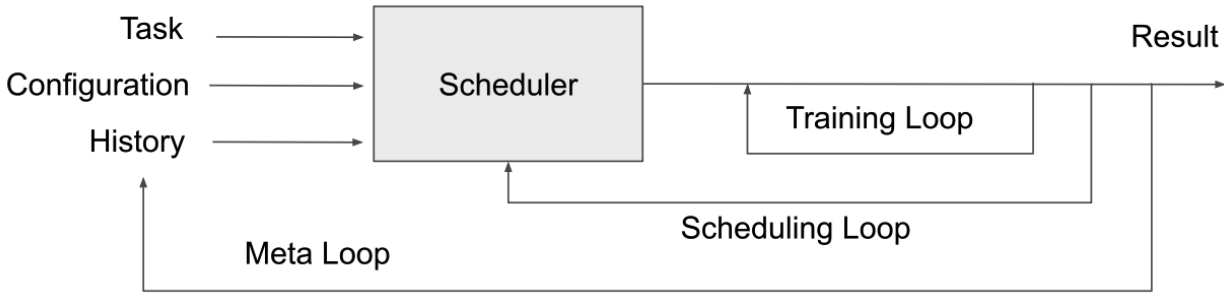 Task
Configuration
History
Scheduler
Result
Training Loop
Scheduling Loop
Meta Loop